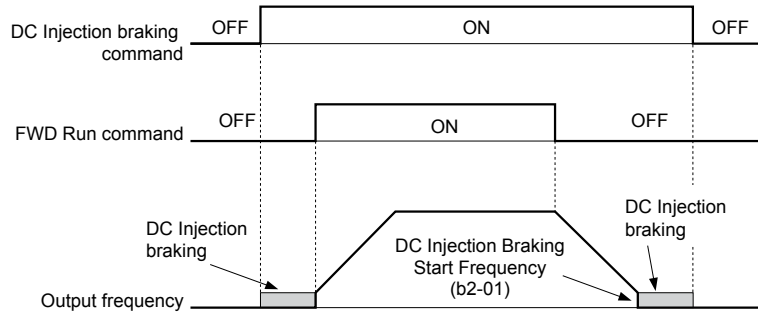 DC Injection braking
command
OFF
ON
OFF
FWD Run command
OFF
ON
OFF
DC Injection
braking
DC Injection Braking
Start Frequency
(b2-01)
DC Injection
braking
Output frequency